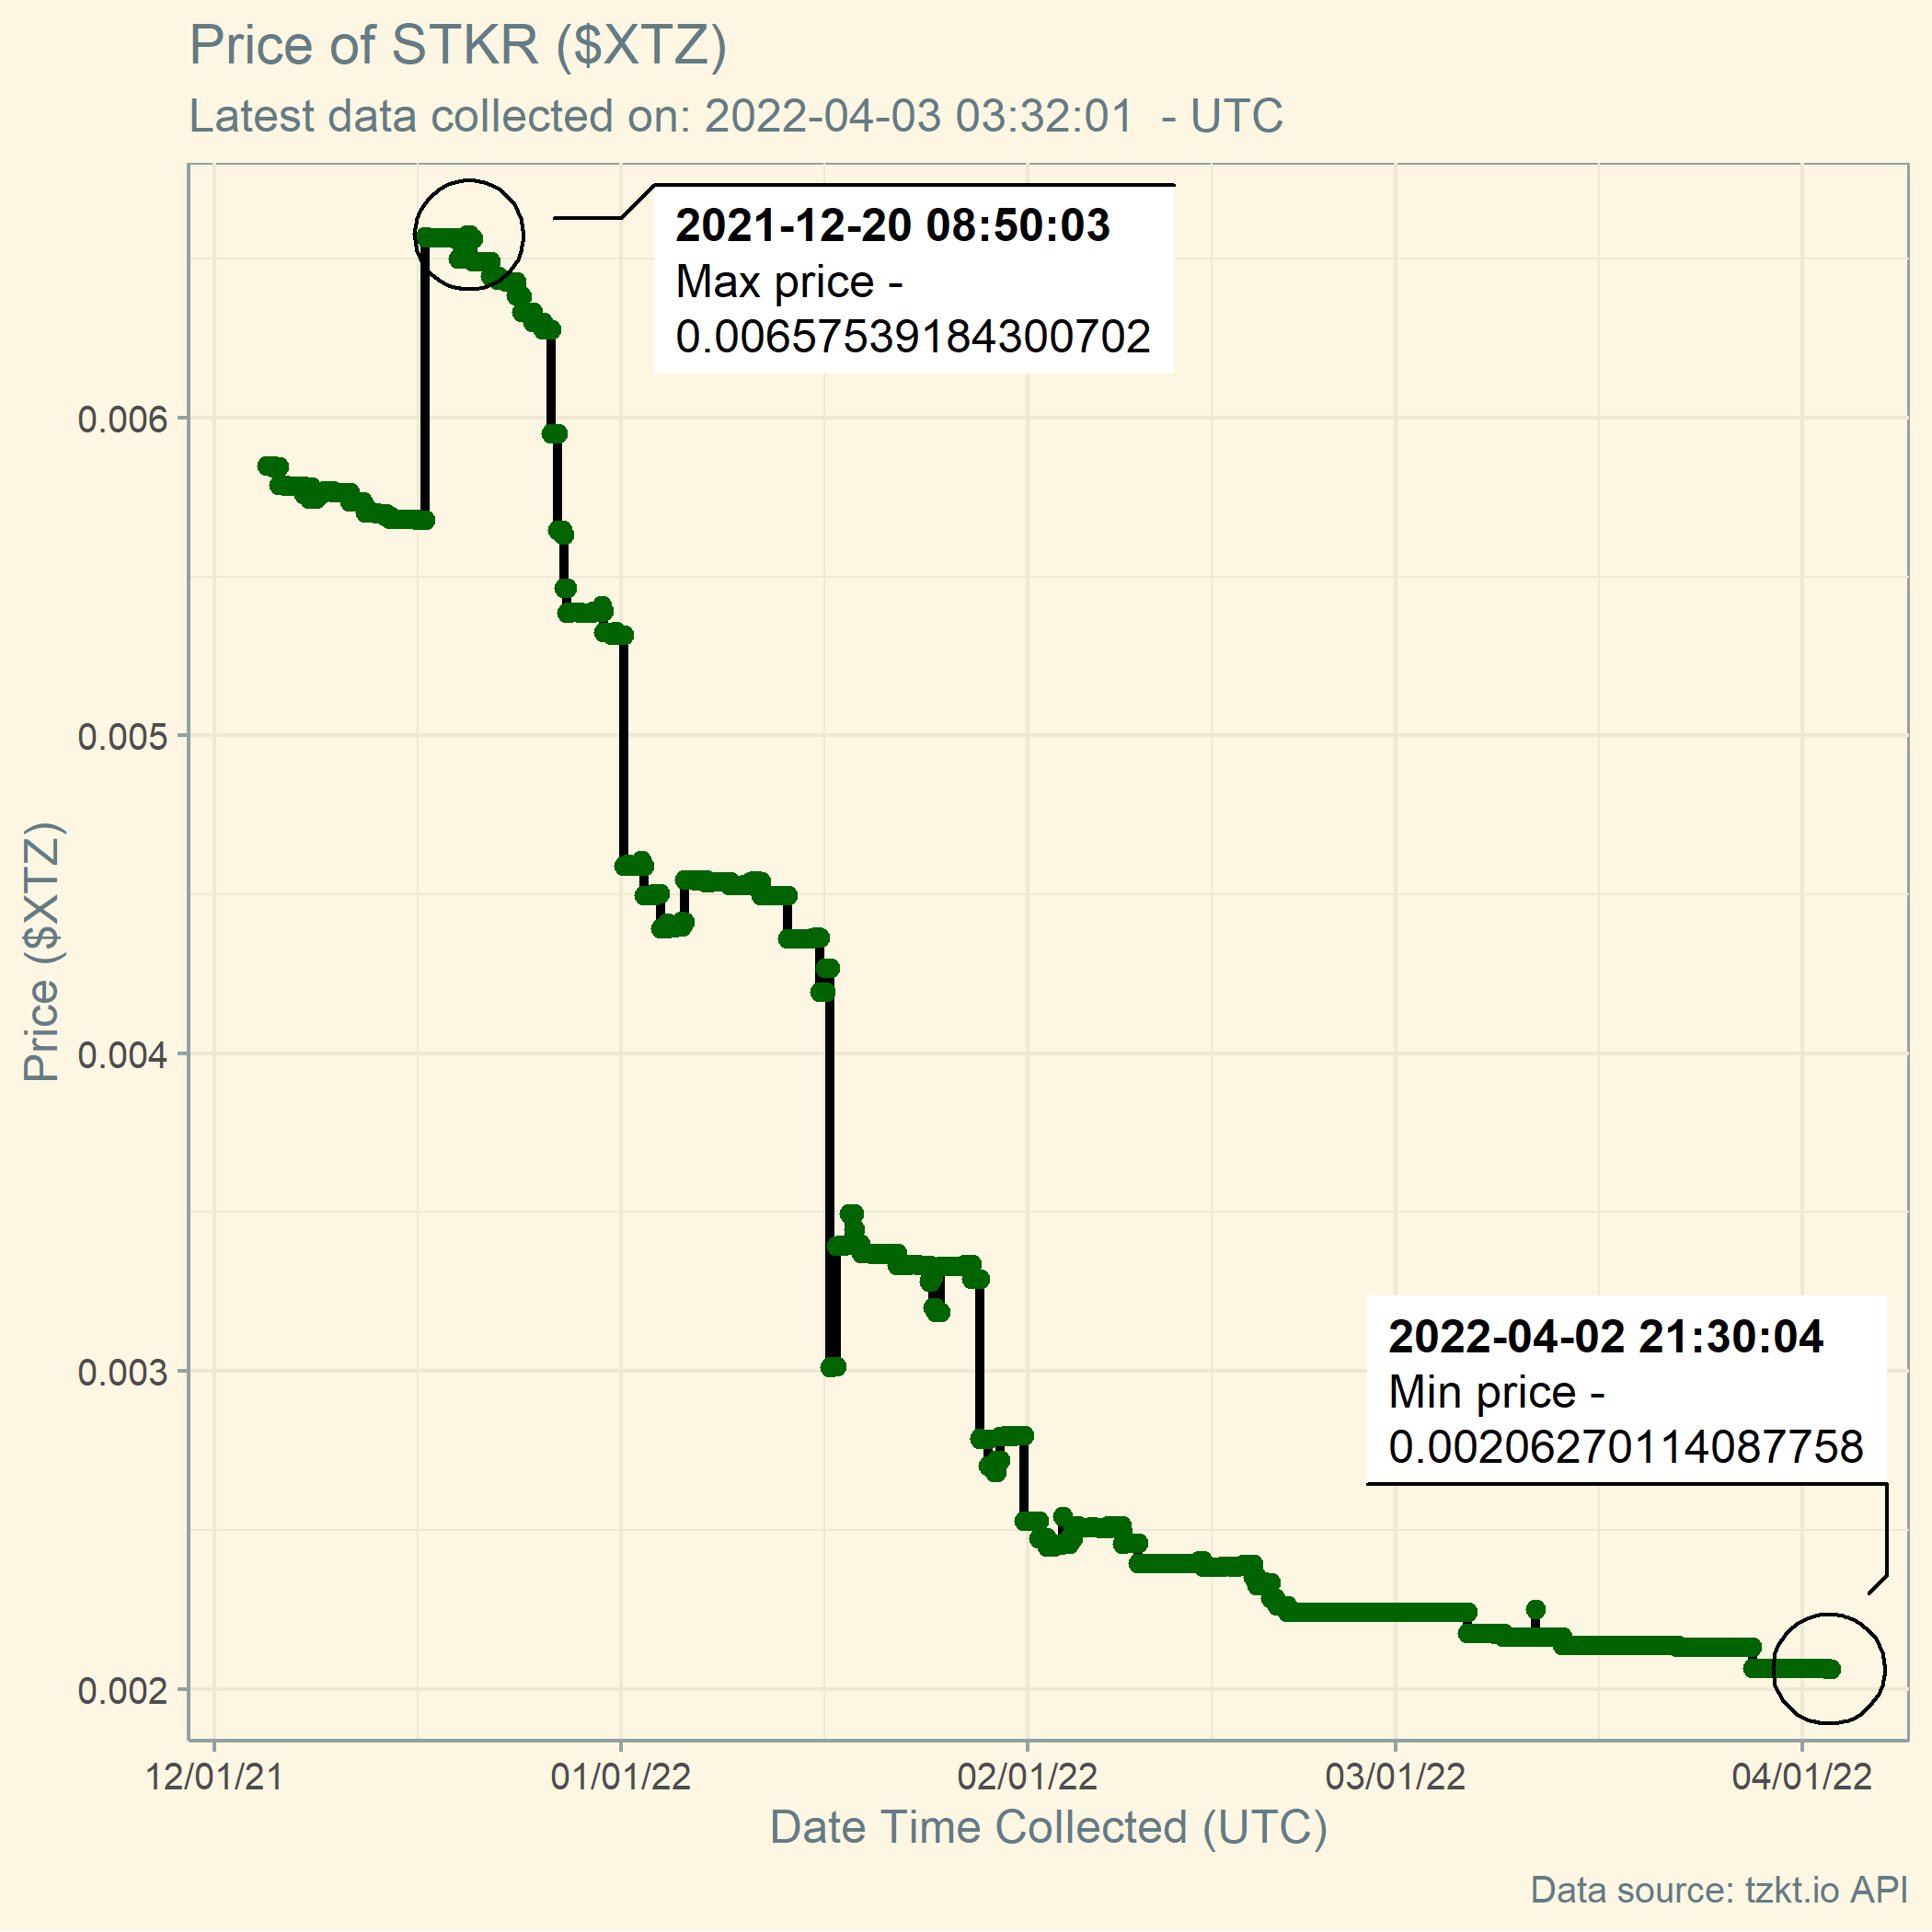 Price of STKR ($XTZ)
Latest data collected on: 2022-04-03 03:32:01  - UTC
2021-12-20 08:50:03
Max price -
0.00657539184300702
0.006
0.005
0.004
0.003
0.002
Price ($XTZ)
2022-04-02 21:30:04
Min price -
0.00206270114087758
12/01/21 01/01/22 02/01/22 03/01/22 04/01/22
Date Time Collected (UTC)
Data source: tzkt.io API